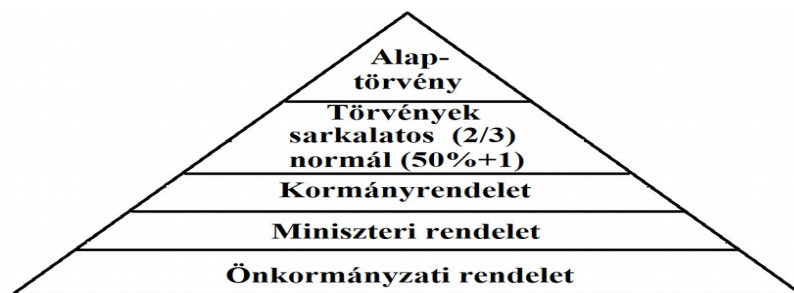 Alap-
törvény
Törvények
sarkalatos (2/3)
normál (50%+1)
Kormányrendelet
Miniszteri rendelet
Önkormányzati rendelet